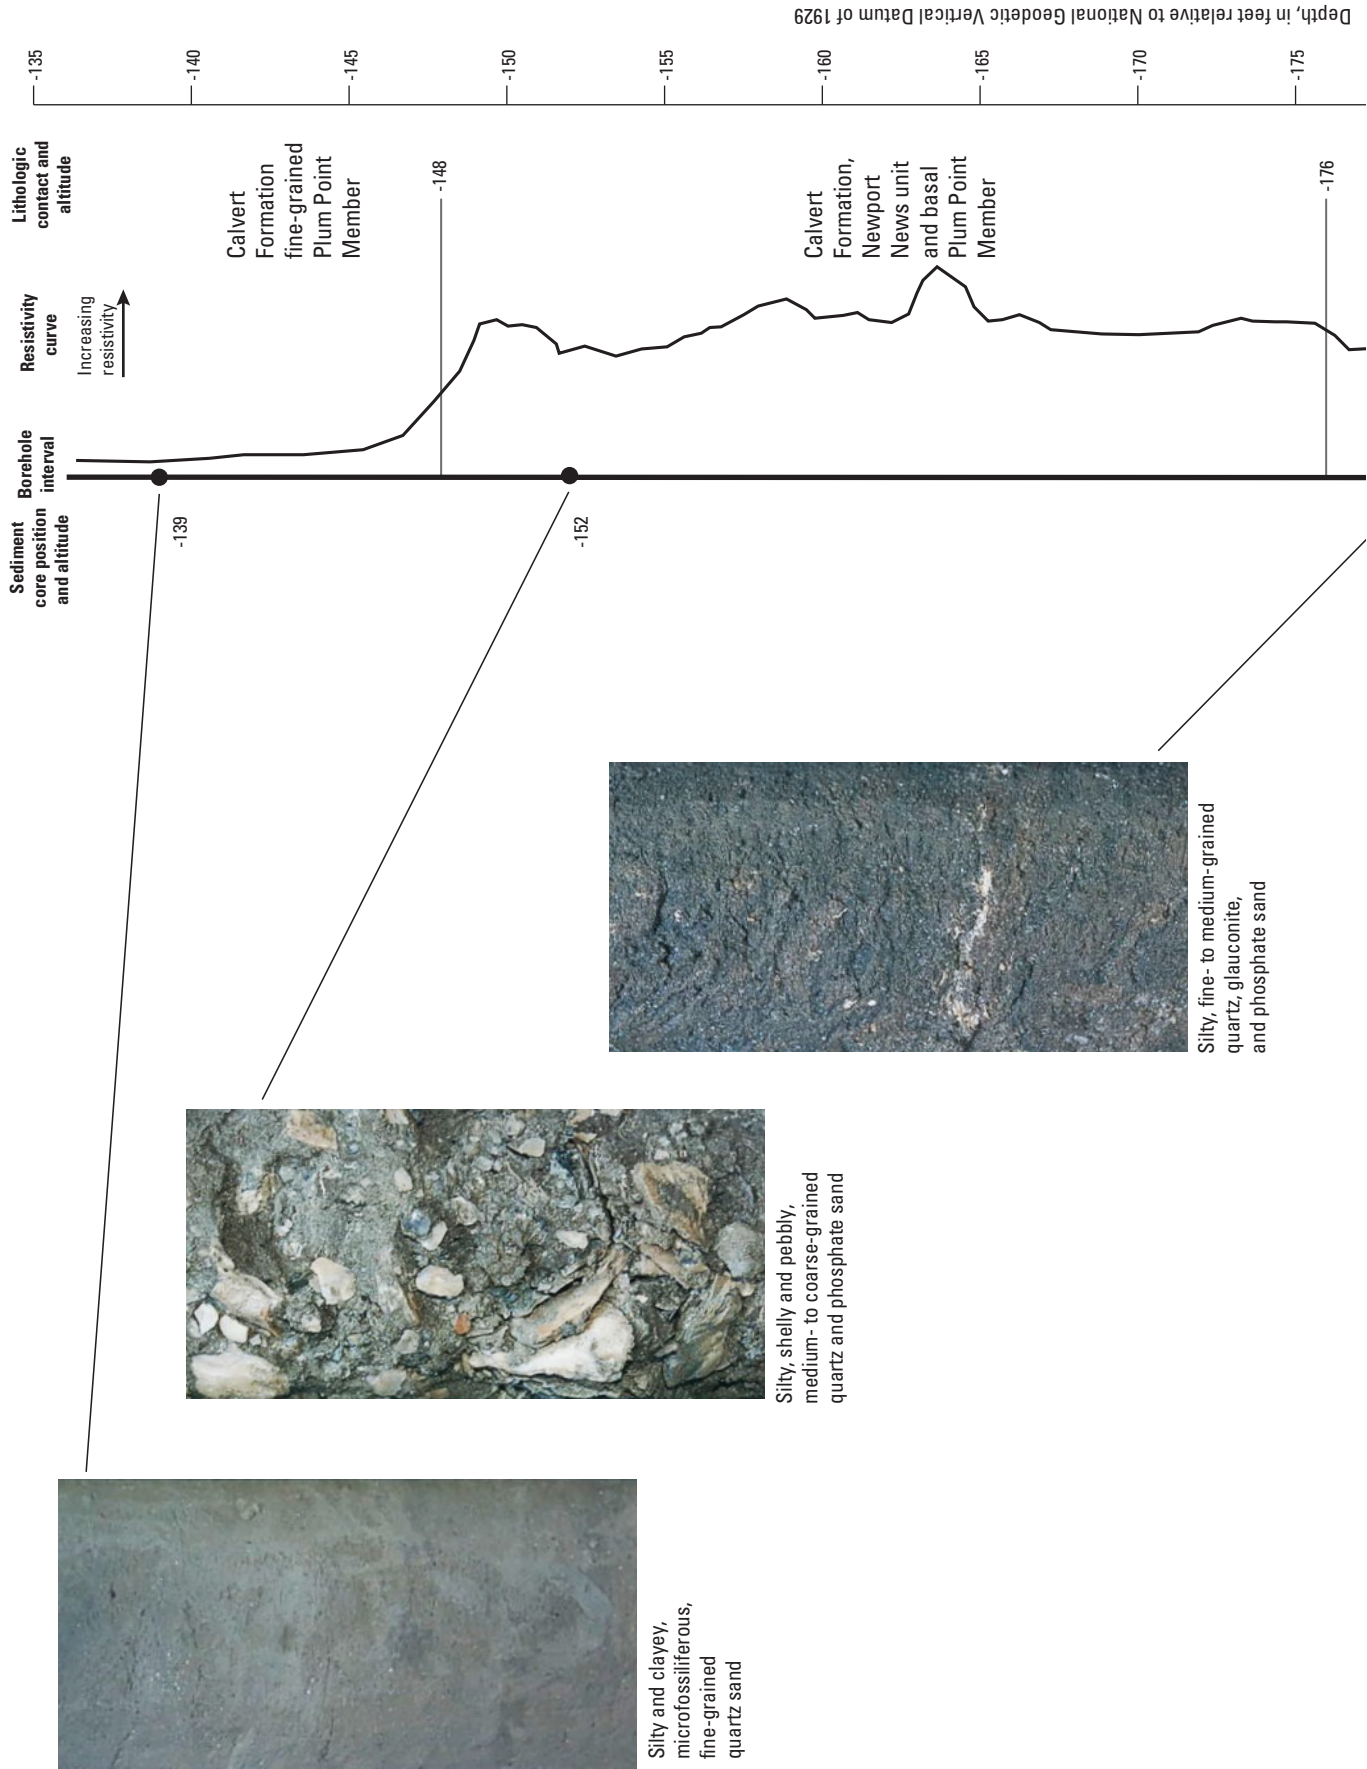 Sediment
core position
and altitude
Borehole
interval
Resistivity
curve
Lithologic
contact and
altitude
Increasing
resistivity
-135
-140
-145
-150
-155
-160
-165
-170
-175
Depth, in feet relative to National Geodetic Vertical Datum of 1929
Calvert
Formation
fine-grained
Plum Point
Member
-148
Calvert
Formation,
Newport
News unit
and basal
Plum Point
Member
-176
-139
-152
Silty and clayey,
microfossiliferous,
fine-grained
quartz sand
Silty, shelly and pebbly,
medium- to coarse-grained
quartz and phosphate sand
Silty, fine- to medium-grained
quartz, glauconite,
and phosphate sand